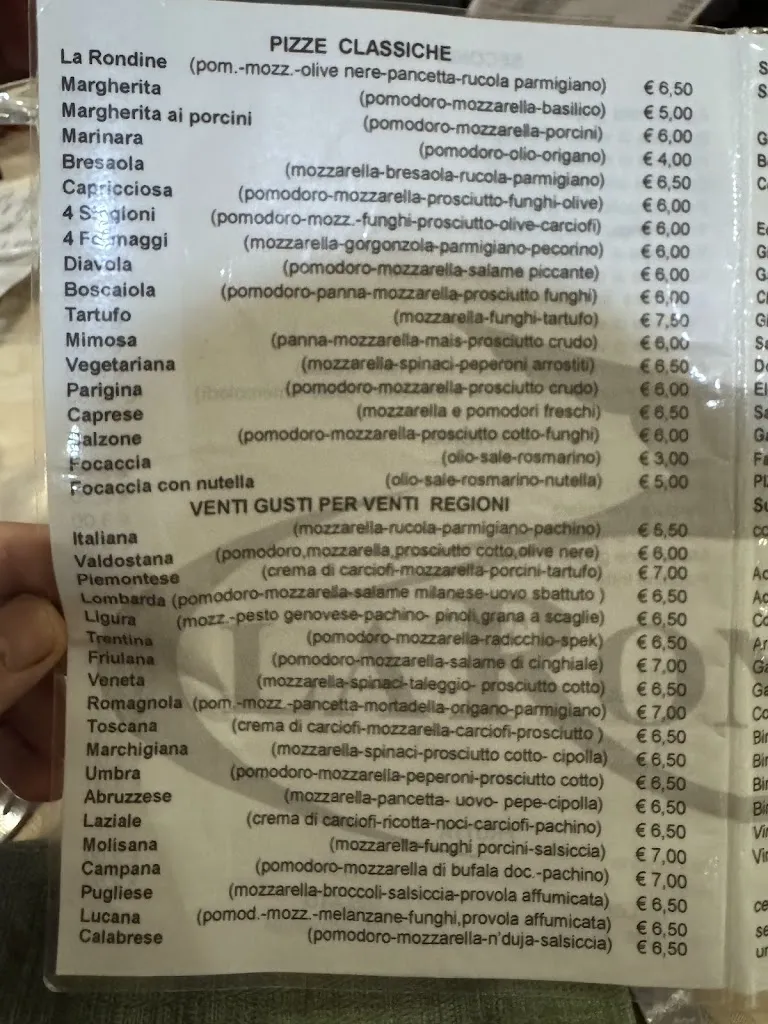 PIZZE CLASSICHE
La Rondine (pom.-mozz.-olive nere-pancetta-rucola parmigiano) € 6,50
Margherita (pomodoro-mozzarella-basilico) € 5,00
Margherita ai porcini (pomodoro-mozzarella-porcini) € 6,00
Marinara (pomodoro-olio-origano) € 4,00
Bresaola (mozzarella-bresaola-rucola-parmigiano) € 6,50
Capricciosa (pomodoro-mozzarella-prosciutto-funghi-olive) € 6,00
4 Stagioni (pomodoro-mozz.-funghi-prosciutto-olive-carciofi) € 6,00
4 Formaggi (mozzarella-gorgonzola-parmigiano-pecorino) € 6,00
Diavola (pomodoro-mozzarella-salame piccante) € 6,00
Boscaiola (pomodoro-panna-mozzarella-prosciutto funghi) € 6,00
Tartufo (mozzarella-funghi-tartufo) € 7,50
Mimosa (panna-mozzarella-mais-prosciutto crudo) € 6,00
Vegetariana (mozzarella-spinaci-peperoni arrostiti) € 6,50
Parigina (pomodoro-mozzarella-prosciutto crudo) € 6,00
Caprese (mozzarella e pomodori freschi) € 6,50
Calzone (pomodoro-mozzarella-prosciutto cotto-funghi) € 6,00
Focaccia (olio-sale-rosmarino) € 3,00
Focaccia con nutella (olio-sale-rosmarino-nutella) € 5,00
VENTI GUSTI PER VENTI REGIONI
Italiana (mozzarella-rucola-parmigiano-pachino) € 6,50
Valdostana (pomodoro,mozzarella,prosciutto cotto,olive nere) € 6,00
Piemontese (crema di carciofi-mozzarella-porcini-tartufo) € 7,00
Lombarda (pomodoro-mozzarella-salame milanese-uovo sbattuto ) € 6,50
Ligura (mozz.-pesto genovese-pachino- pinoli,grana a scaglie) € 6,50
Trentina (pomodoro-mozzarella-radicchio-spek) € 6,50
Friulana (pomodoro-mozzarella-salame di cinghiale) € 7,00
Veneta (mozzarella-spinaci-taleggio- prosciutto cotto) € 6,50
Romagnola (pom.-mozz.-pancetta-mortadella-origano-parmigiano) € 7,00
Toscana (crema di carciofi-mozzarella-carciofi-prosciutto ) € 6,50
Marchigiana (mozzarella-spinaci-prosciutto cotto- cipolla) € 6,50
Umbra (pomodoro-mozzarella-peperoni-prosciutto cotto) € 6,50
Abruzzese (mozzarella-pancetta- uovo- pepe-cipolla) € 6,50
Laziale (crema di carciofi-ricotta-noci-carciofi-pachino) € 6,50
Molisana (mozzarella-funghi porcini-salsiccia) € 7,00
Campana (pomodoro-mozzarella di bufala doc.-pachino) € 7,00
Pugliese (mozzarella-broccoli-salsiccia-provola affumicata) € 6,50
Lucana (pomod.-mozz.-melanzane-funghi,provola affumicata) € 6,50
Calabrese (pomodoro-mozzarella-n'duja-salsiccia) € 6,50